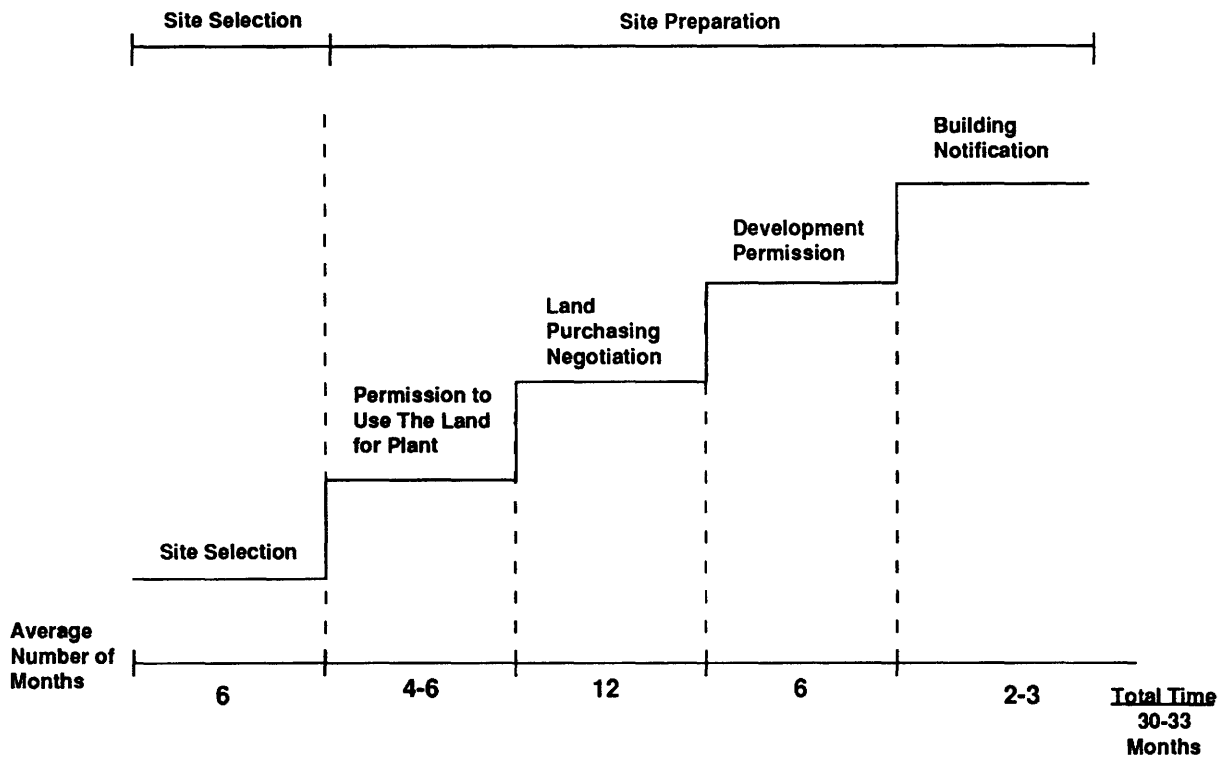 Site Selection
Site Preparation
Building
Notification
Development
Permission
Land
Purchasing
Negotiation
Permission to
Use The Land
for Plant
Site Selection
Average
Number of
Months
6
4-6
12
6
2-3
Total Time
30-33
Months